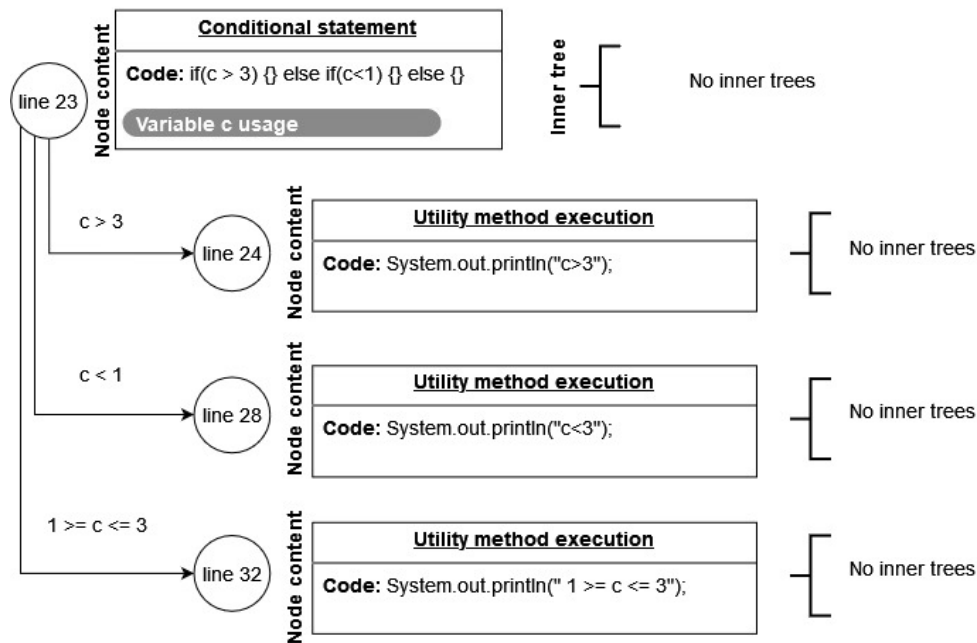 Conditional statement
Node content
line 23
Code: if(c > 3) {} else if(c<1) {} else {}
Variable c usage
Inner tree
No inner trees
c > 3
line 24
Node content
Utility method execution
Code: System.out.println("c>3");
No inner trees
c < 1
line 28
Node content
Utility method execution
Code: System.out.println("c<3");
No inner trees
1 >= c <= 3
line 32
Node content
Utility method execution
Code: System.out.println(" 1 >= c <= 3");
No inner trees